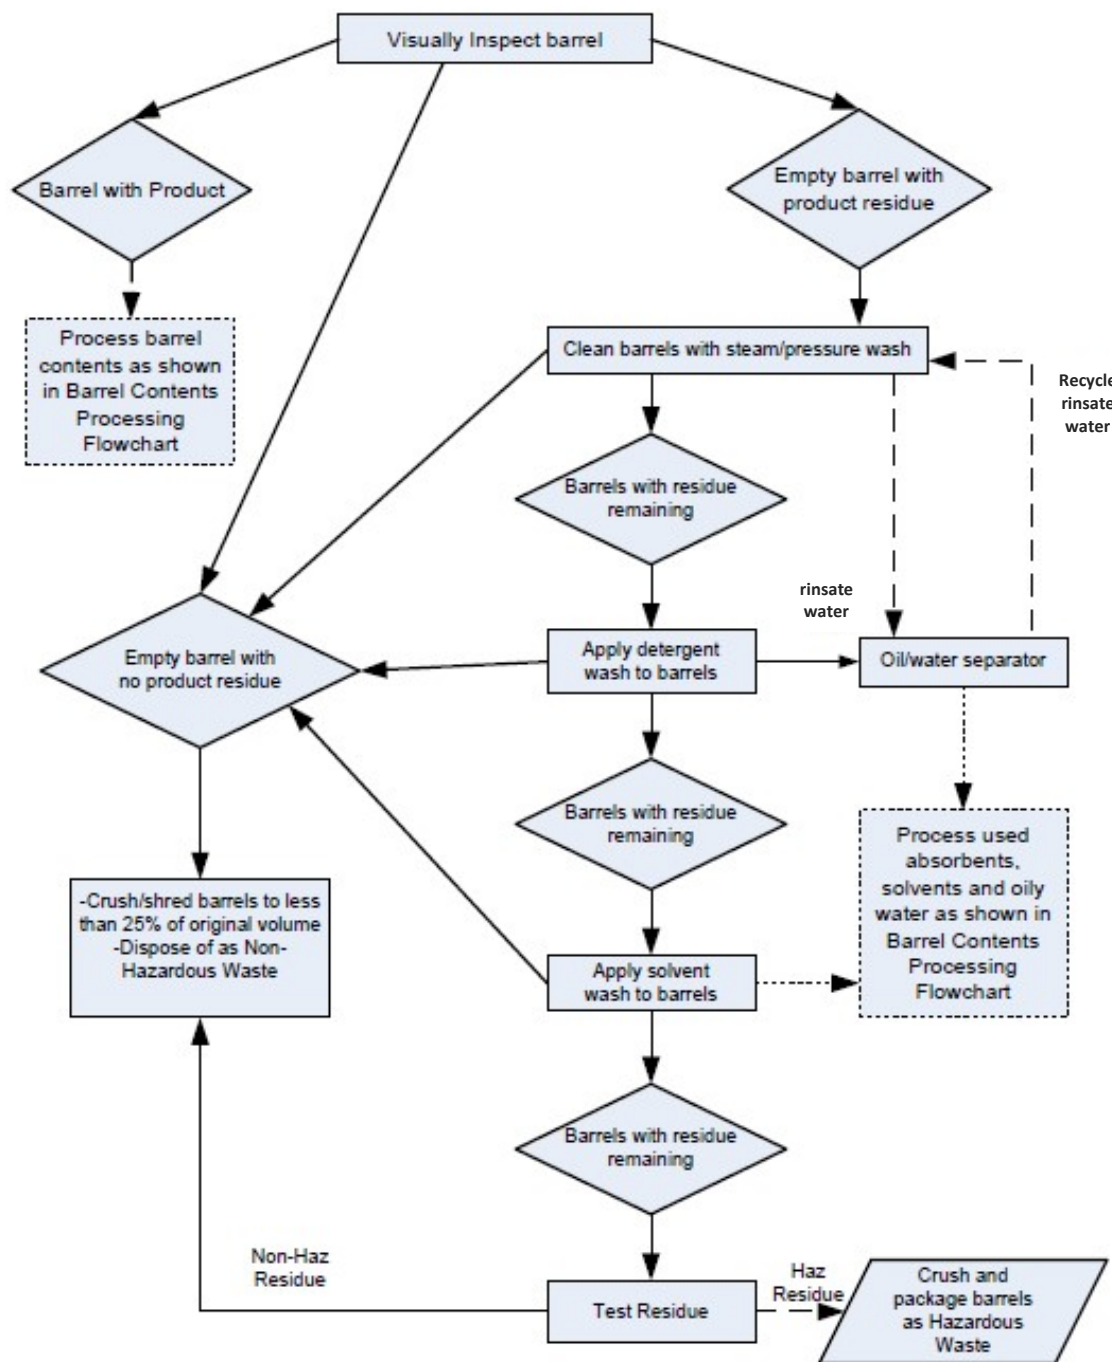 Visually Inspect barrel
Barrel with Product
Empty barrel with
product residue
Process barrel
contents as shown
in Barrel Contents
Processing
Flowchart
Clean barrels with steam/pressure wash
Recycle
rinsate
water
Barrels with residue
remaining
rinsate
water
Empty barrel with
no product residue
Apply detergent
wash to barrels
Oil/water separator
Barrels with residue
remaining
Process used
absorbents,
solvents and oily
water as shown in
Barrel Contents
Processing
Flowchart
-Crush/shred barrels to less
than 25% of original volume
-Dispose of as Non-
Hazardous Waste
Apply solvent
wash to barrels
Barrels with residue
remaining
Non-Haz
Residue
Test Residue
Haz
Residue
Crush and
package barrels
as Hazardous
Waste